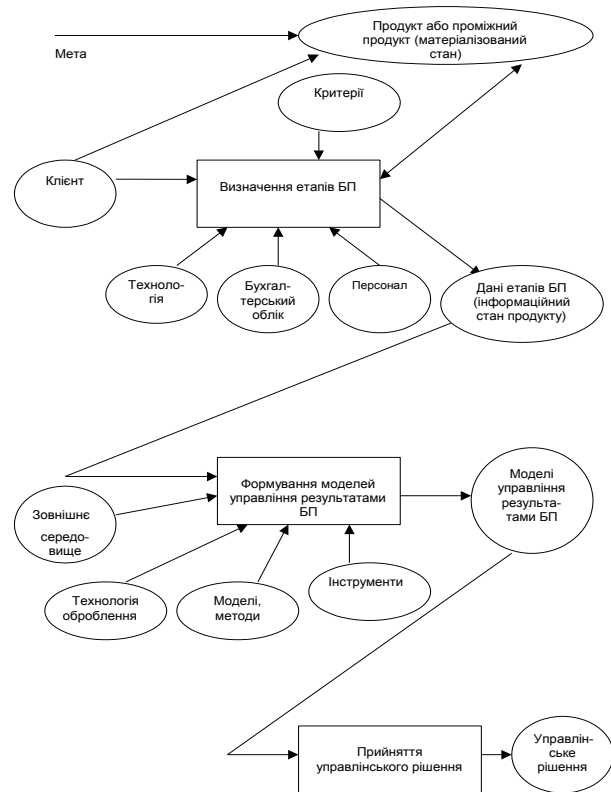 Продукт або проміжний
продукт (матеріалізований
стан)
Мета
Критерії
Клієнт
Визначення етапів БП
Техноло-
гія
Бухгал-
терський
облік
Персонал
Дані етапів БП
(інформаційний
стан продукту)
Формування моделей
управління результатами
БП
Моделі
управління
результа-
тами БП
Зовнішнє
середо-
вище
Технологія
оброблення
Моделі,
методи
Інструменти
Прийняття
управлінського рішення
Управлін-
ське
рішення